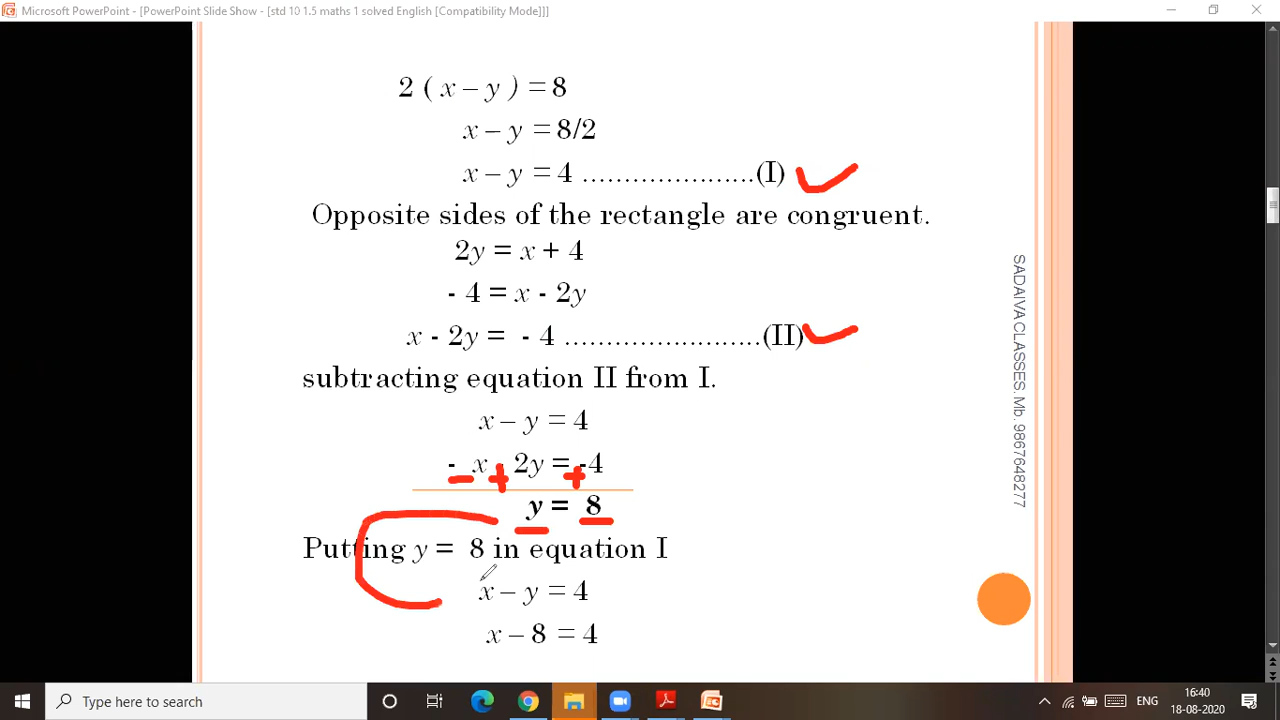 Microsoft PowerPoint - [PowerPoint Slide Show - [std 10 1.5 maths 1 solved English [Compatibility Mode]]]
2 ( x – y ) = 8
x – y = 8/2
x – y = 4 .....................(I)
Opposite sides of the rectangle are congruent.
2y = x + 4
- 4 = x - 2y
x - 2y = - 4 ........................(II)
subtracting equation II from I.
x – y = 4
- x - 2y = -4
– + +
y = 8
Putting y = 8 in equation I
x – y = 4
x – 8 = 4
SADAIVA CLASSES. Mb. 9867648277
Type here to search
ENG
16:40
18-08-2020